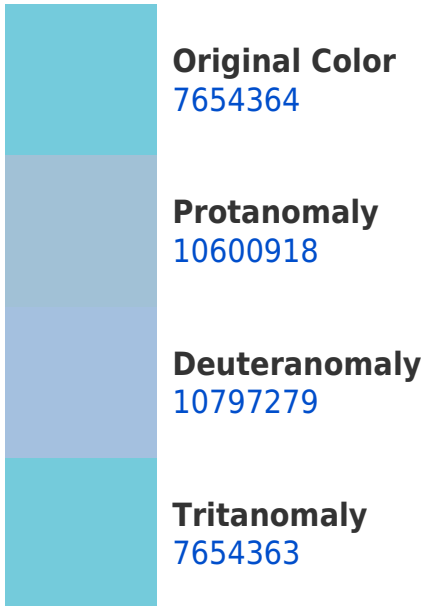 Original Color
7654364
Protanomaly
10600918
Deuteranomaly
10797279
Tritanomaly
7654363